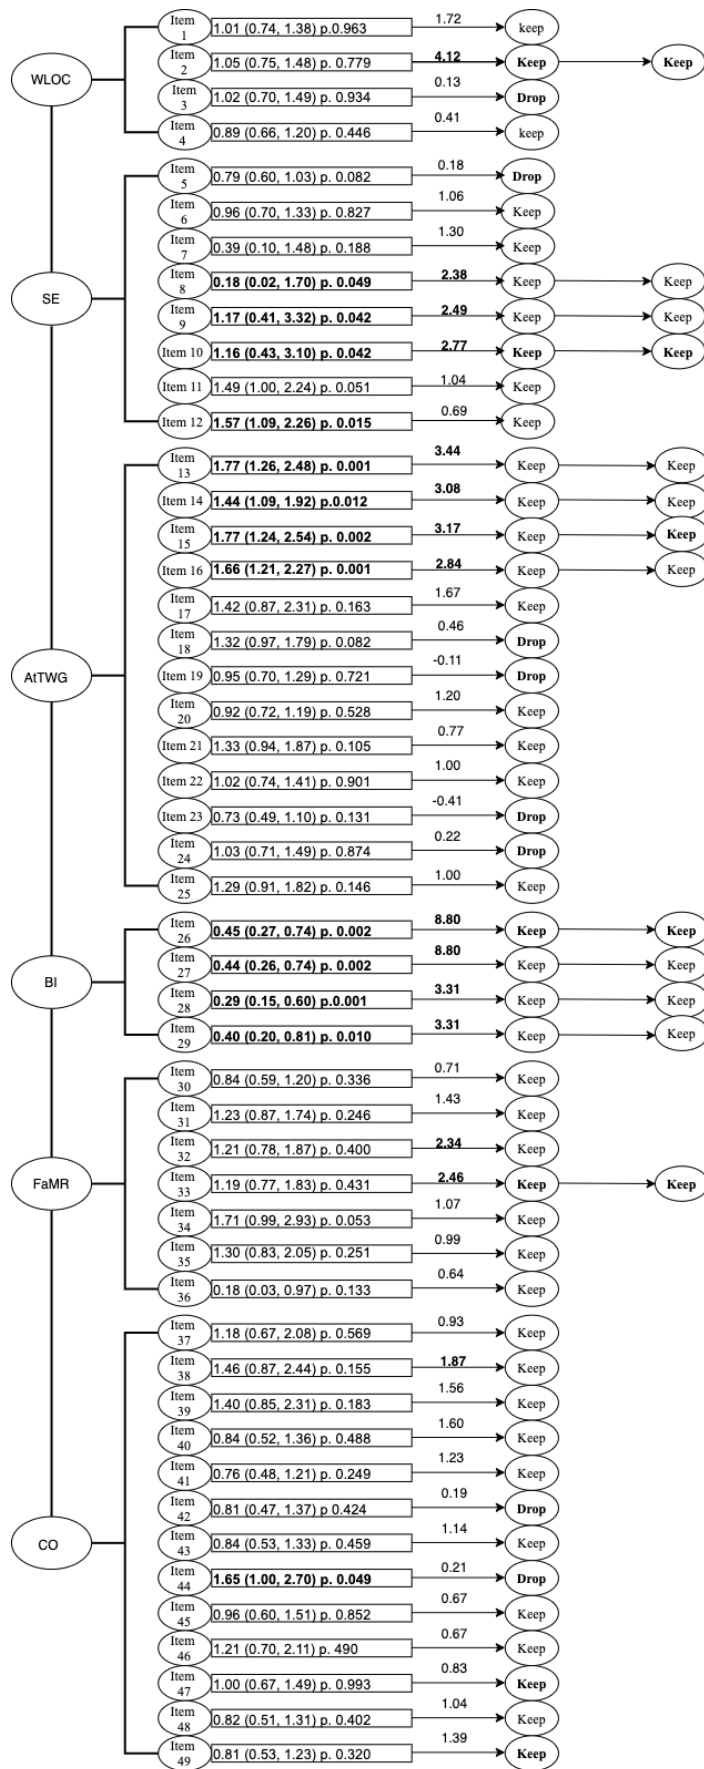 WLOC
Item 1
1.01 (0.74, 1.38) p.0.963
1.72
keep
Item 2
1.05 (0.75, 1.48) p. 0.779
4.12
Keep
Keep
Item 3
1.02 (0.70, 1.49) p. 0.934
0.13
Drop
Item 4
0.89 (0.66, 1.20) p. 0.446
0.41
keep
SE
Item 5
0.79 (0.60, 1.03) p. 0.082
0.18
Drop
Item 6
0.96 (0.70, 1.33) p. 0.827
1.06
Keep
Item 7
0.39 (0.10, 1.48) p. 0.188
1.30
Keep
Item 8
0.18 (0.02, 1.70) p. 0.049
2.38
Keep
Keep
Item 9
1.17 (0.41, 3.32) p. 0.042
2.49
Keep
Keep
Item 10
1.16 (0.43, 3.10) p. 0.042
2.77
Keep
Keep
Item 11
1.49 (1.00, 2.24) p. 0.051
1.04
Keep
Item 12
1.57 (1.09, 2.26) p. 0.015
0.69
Keep
AtTWG
Item 13
1.77 (1.26, 2.48) p. 0.001
3.44
Keep
Keep
Item 14
1.44 (1.09, 1.92) p.0.012
3.08
Keep
Keep
Item 15
1.77 (1.24, 2.54) p. 0.002
3.17
Keep
Keep
Item 16
1.66 (1.21, 2.27) p. 0.001
2.84
Keep
Keep
Item 17
1.42 (0.87, 2.31) p. 0.163
1.67
Keep
Item 18
1.32 (0.97, 1.79) p. 0.082
0.46
Drop
Item 19
0.95 (0.70, 1.29) p. 0.721
-0.11
Drop
Item 20
0.92 (0.72, 1.19) p. 0.528
1.20
Keep
Item 21
1.33 (0.94, 1.87) p. 0.105
0.77
Keep
Item 22
1.02 (0.74, 1.41) p. 0.901
1.00
Keep
Item 23
0.73 (0.49, 1.10) p. 0.131
-0.41
Drop
Item 24
1.03 (0.71, 1.49) p. 0.874
0.22
Drop
Item 25
1.29 (0.91, 1.82) p. 0.146
1.00
Keep
BI
Item 26
0.45 (0.27, 0.74) p. 0.002
8.80
Keep
Keep
Item 27
0.44 (0.26, 0.74) p. 0.002
8.80
Keep
Keep
Item 28
0.29 (0.15, 0.60) p.0.001
3.31
Keep
Keep
Item 29
0.40 (0.20, 0.81) p. 0.010
3.31
Keep
Keep
FaMR
Item 30
0.84 (0.59, 1.20) p. 0.336
0.71
Keep
Item 31
1.23 (0.87, 1.74) p. 0.246
1.43
Keep
Item 32
1.21 (0.78, 1.87) p. 0.400
2.34
Keep
Item 33
1.19 (0.77, 1.83) p. 0.431
2.46
Keep
Keep
Item 34
1.71 (0.99, 2.93) p. 0.053
1.07
Keep
Item 35
1.30 (0.83, 2.05) p. 0.251
0.99
Keep
Item 36
0.18 (0.03, 0.97) p. 0.133
0.64
Keep
CO
Item 37
1.18 (0.67, 2.08) p. 0.569
0.93
Keep
Item 38
1.46 (0.87, 2.44) p. 0.155
1.87
Keep
Item 39
1.40 (0.85, 2.31) p. 0.183
1.56
Keep
Item 40
0.84 (0.52, 1.36) p. 0.488
1.60
Keep
Item 41
0.76 (0.48, 1.21) p. 0.249
1.23
Keep
Item 42
0.81 (0.47, 1.37) p 0.424
0.19
Drop
Item 43
0.84 (0.53, 1.33) p. 0.459
1.14
Keep
Item 44
1.65 (1.00, 2.70) p. 0.049
0.21
Drop
Item 45
0.96 (0.60, 1.51) p. 0.852
0.67
Keep
Item 46
1.21 (0.70, 2.11) p. 490
0.67
Keep
Item 47
1.00 (0.67, 1.49) p. 0.993
0.83
Keep
Item 48
0.82 (0.51, 1.31) p. 0.402
1.04
Keep
Item 49
0.81 (0.53, 1.23) p. 0.320
1.39
Keep